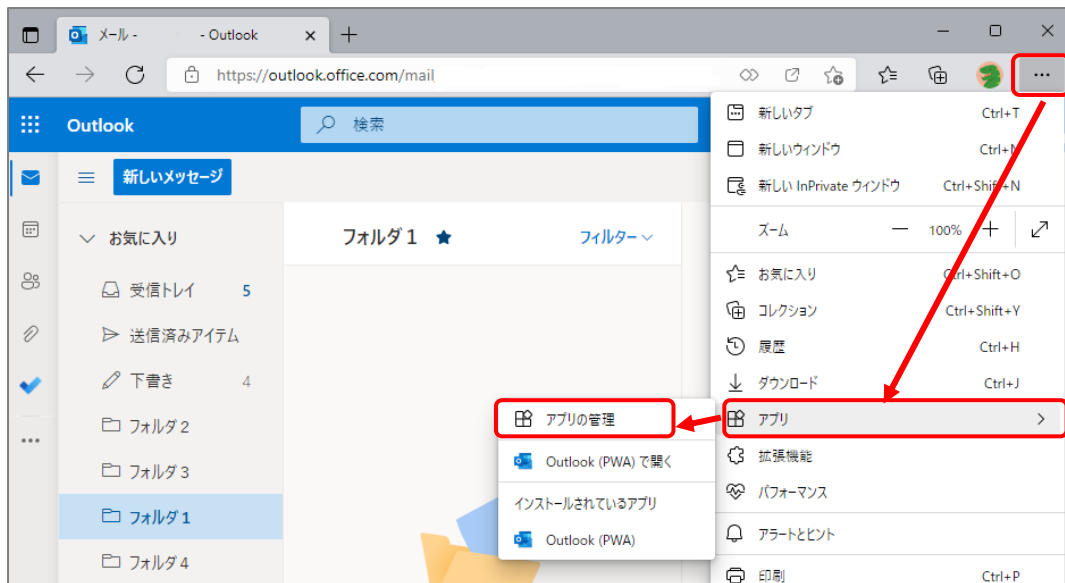 メール - - Outlook
https://outlook.office.com/mail
Outlook
検索
新しいメッセージ
お気に入り
受信トレイ 5
送信済みアイテム
下書き 4
フォルダ 2
フォルダ 3
フォルダ 1
フォルダ 4
フォルダ 1
フィルター
新しいタブ Ctrl+T
新しいウィンドウ Ctrl+N
新しい InPrivate ウィンドウ Ctrl+Shift+N
ズーム 100%
お気に入り Ctrl+Shift+O
コレクション Ctrl+Shift+Y
履歴 Ctrl+H
ダウンロード Ctrl+J
アプリ
拡張機能
パフォーマンス
アラートとヒント
印刷 Ctrl+P
アプリの管理
Outlook (PWA) で開く
インストールされているアプリ
Outlook (PWA)